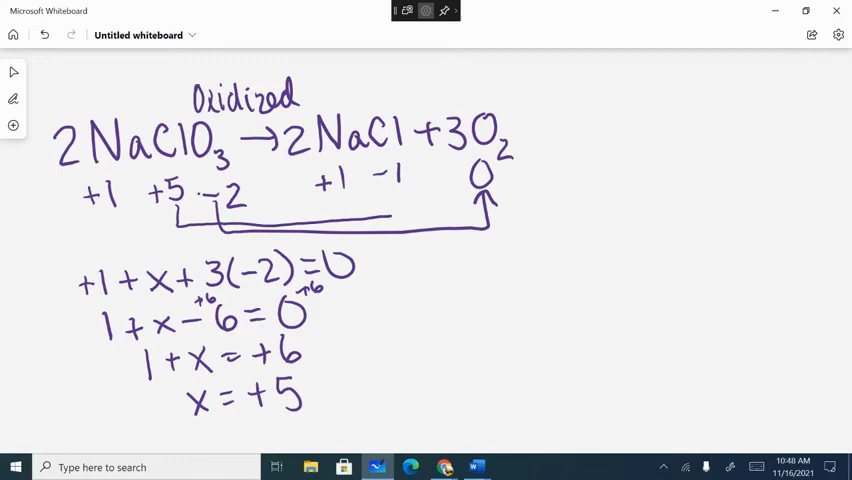 Microsoft Whiteboard
Untitled whiteboard
Oxidized
2NaClO₃ → 2NaCl + 3O₂
+1 +5 -2 +1 -1 0
+1 + x + 3(-2) = 0
+6 +6
1 + x - 6 = 0
1 + x = +6
x = +5
Type here to search
10:48 AM
11/16/2021